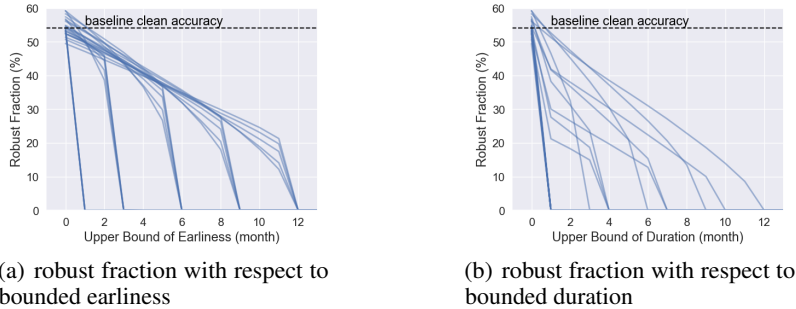 60
50
40
30
20
10
0
Robust Fraction (%)
baseline clean accuracy
0 2 4 6 8 10 12
Upper Bound of Earliness (month)
(a) robust fraction with respect to
bounded earliness
60
50
40
30
20
10
0
Robust Fraction (%)
baseline clean accuracy
0 2 4 6 8 10 12
Upper Bound of Duration (month)
(b) robust fraction with respect to
bounded duration